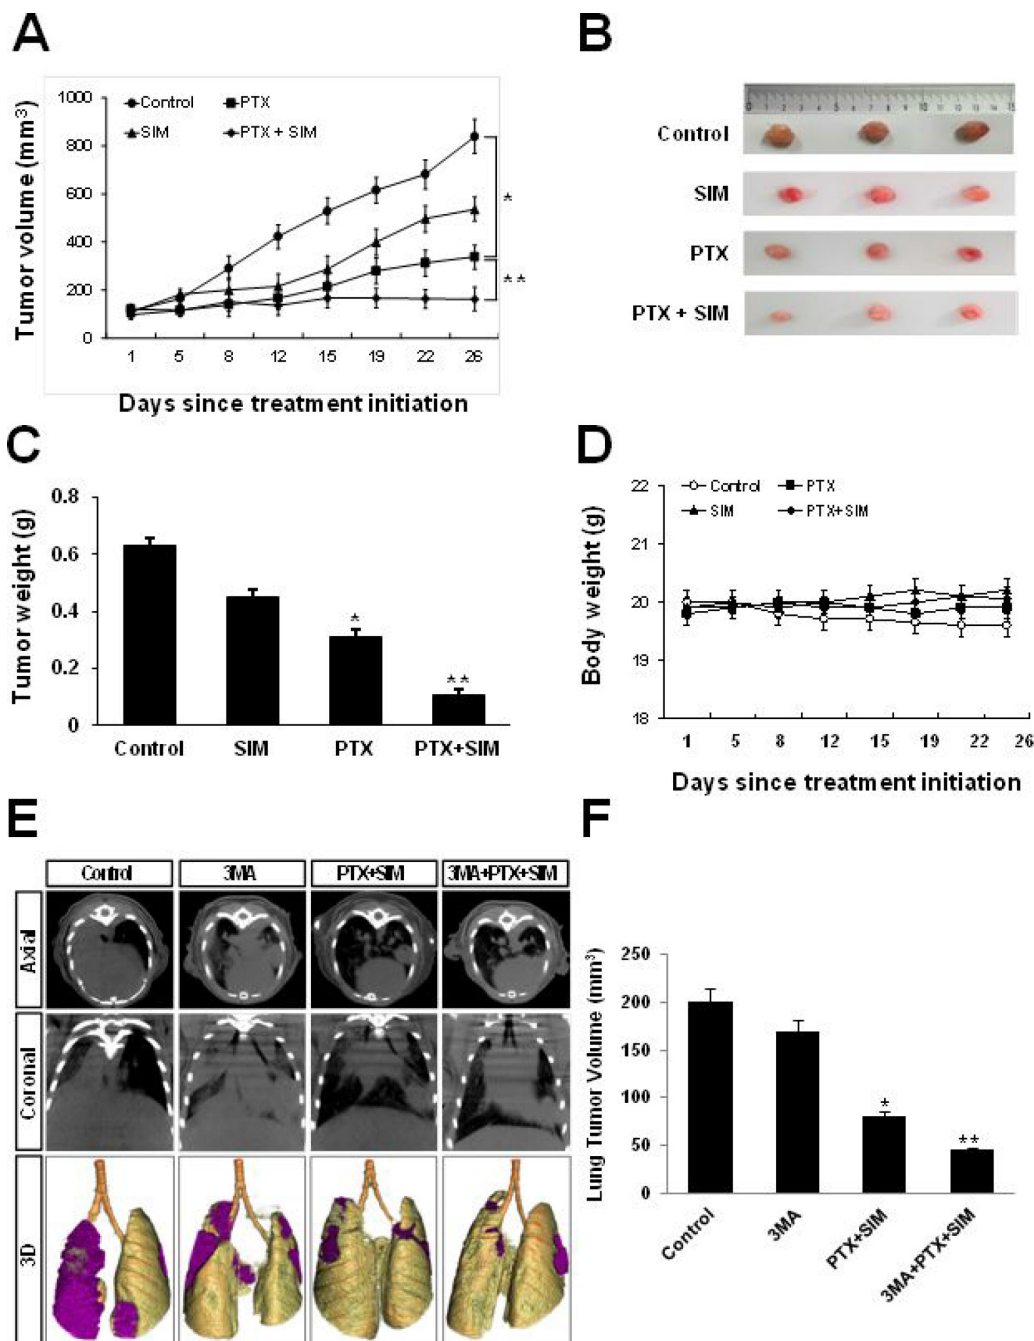 A
Tumor volume (mm³)
1000
800
600
400
200
0
Control
PTX
SIM
PTX + SIM
*
**
1 5 8 12 15 19 22 26
Days since treatment initiation
B
Control
SIM
PTX
PTX + SIM
C
Tumor weight (g)
0.8
0.6
0.4
0.2
0
*
**
Control SIM PTX PTX+SIM
D
Body weight (g)
22
21
20
19
18
Control
PTX
SIM
PTX+SIM
1 5 8 12 15 19 22 26
Days since treatment initiation
E
Control 3MA PTX+SIM 3MA+PTX+SIM
Axial
Coronal
3D
F
Lung Tumor Volume (mm³)
250
200
150
100
50
0
*
**
Control
3MA
PTX+SIM
3MA+PTX+SIM